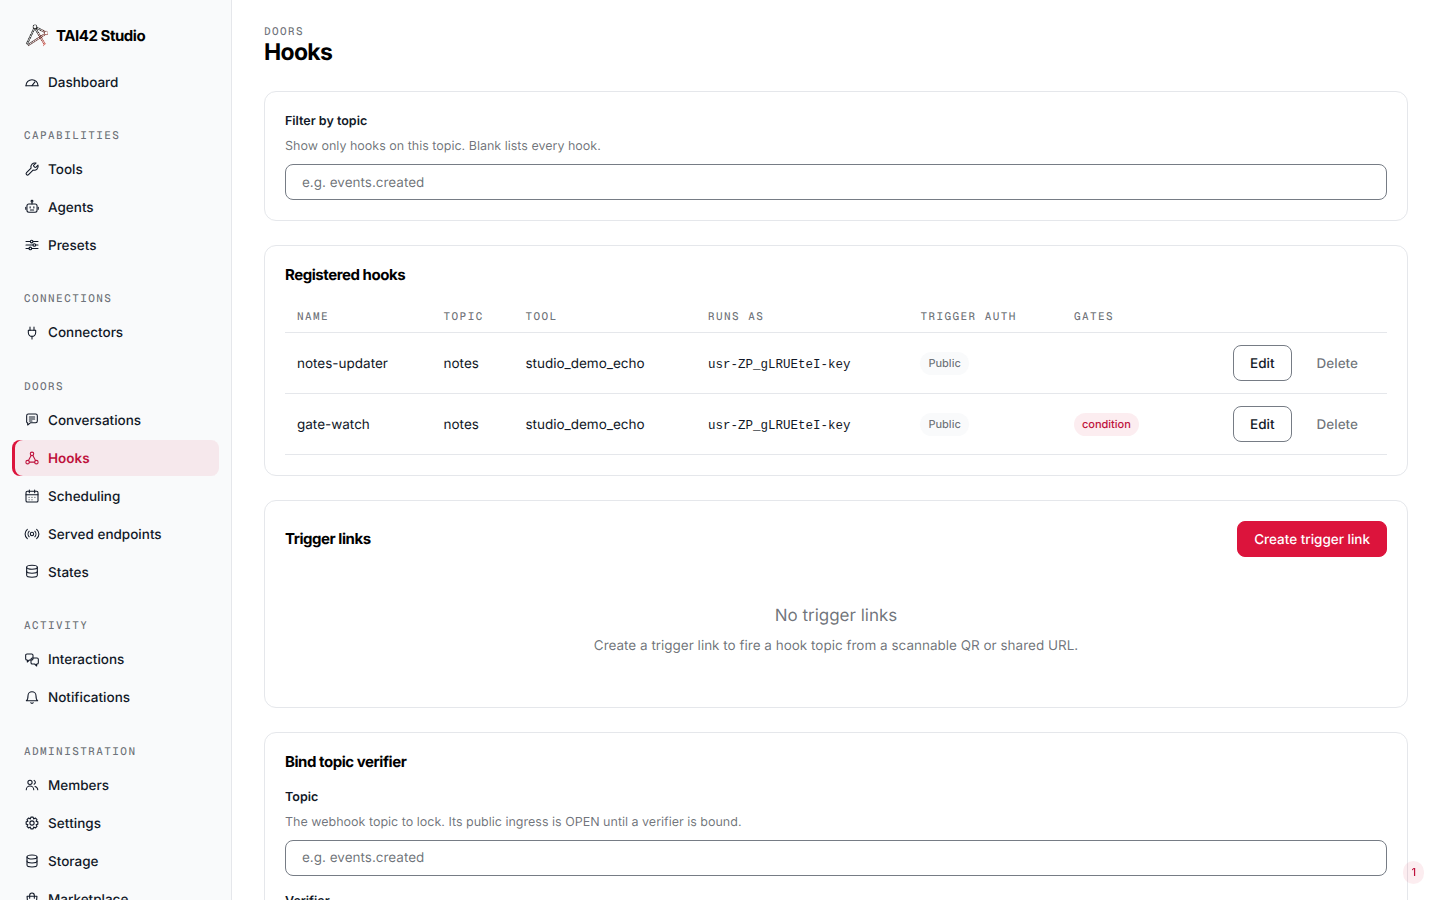 TAI42 Studio
Dashboard
CAPABILITIES
Tools
Agents
Presets
CONNECTIONS
Connectors
DOORS
Conversations
Hooks
Scheduling
Served endpoints
States
ACTIVITY
Interactions
Notifications
ADMINISTRATION
Members
Settings
Storage
Marketplace
DOORS
Hooks
Filter by topic
Show only hooks on this topic. Blank lists every hook.
e.g. events.created
Registered hooks
NAME TOPIC TOOL RUNS AS TRIGGER AUTH GATES
notes-updater notes studio_demo_echo usr-ZP_gLRUEteI-key Public Edit Delete
gate-watch notes studio_demo_echo usr-ZP_gLRUEteI-key Public condition Edit Delete
Trigger links Create trigger link
No trigger links
Create a trigger link to fire a hook topic from a scannable QR or shared URL.
Bind topic verifier
Topic
The webhook topic to lock. Its public ingress is OPEN until a verifier is bound.
e.g. events.created
Verifier
1